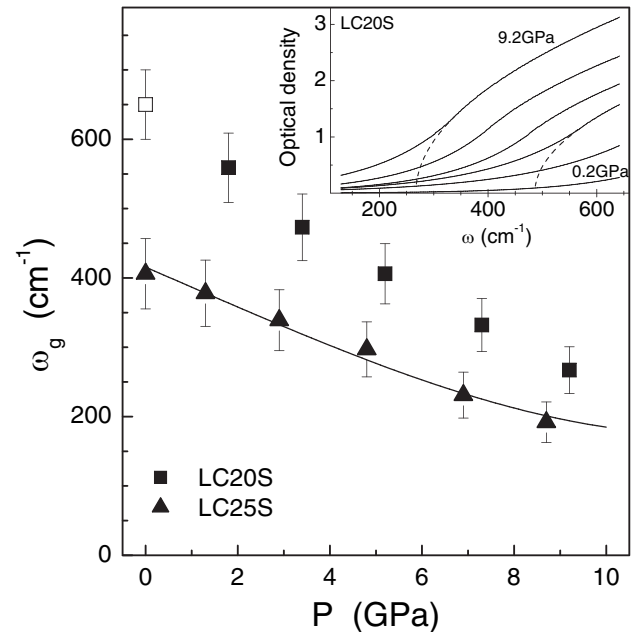 LC20S
9.2GPa
0.2GPa
Optical density
3
2
1
200 400 600
ω (cm⁻¹)
600
400
200
0
ω_g (cm⁻¹)
LC20S
LC25S
0 2 4 6 8 10
P (GPa)